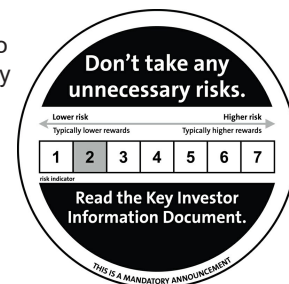 o
y
Don’t take any
unnecessary risks.
Lower risk Higher risk
Typically lower rewards Typically higher rewards
1 2 3 4 5 6 7
risk indicator
Read the Key Investor
Information Document.
THIS IS A MANDATORY ANNOUNCEMENT